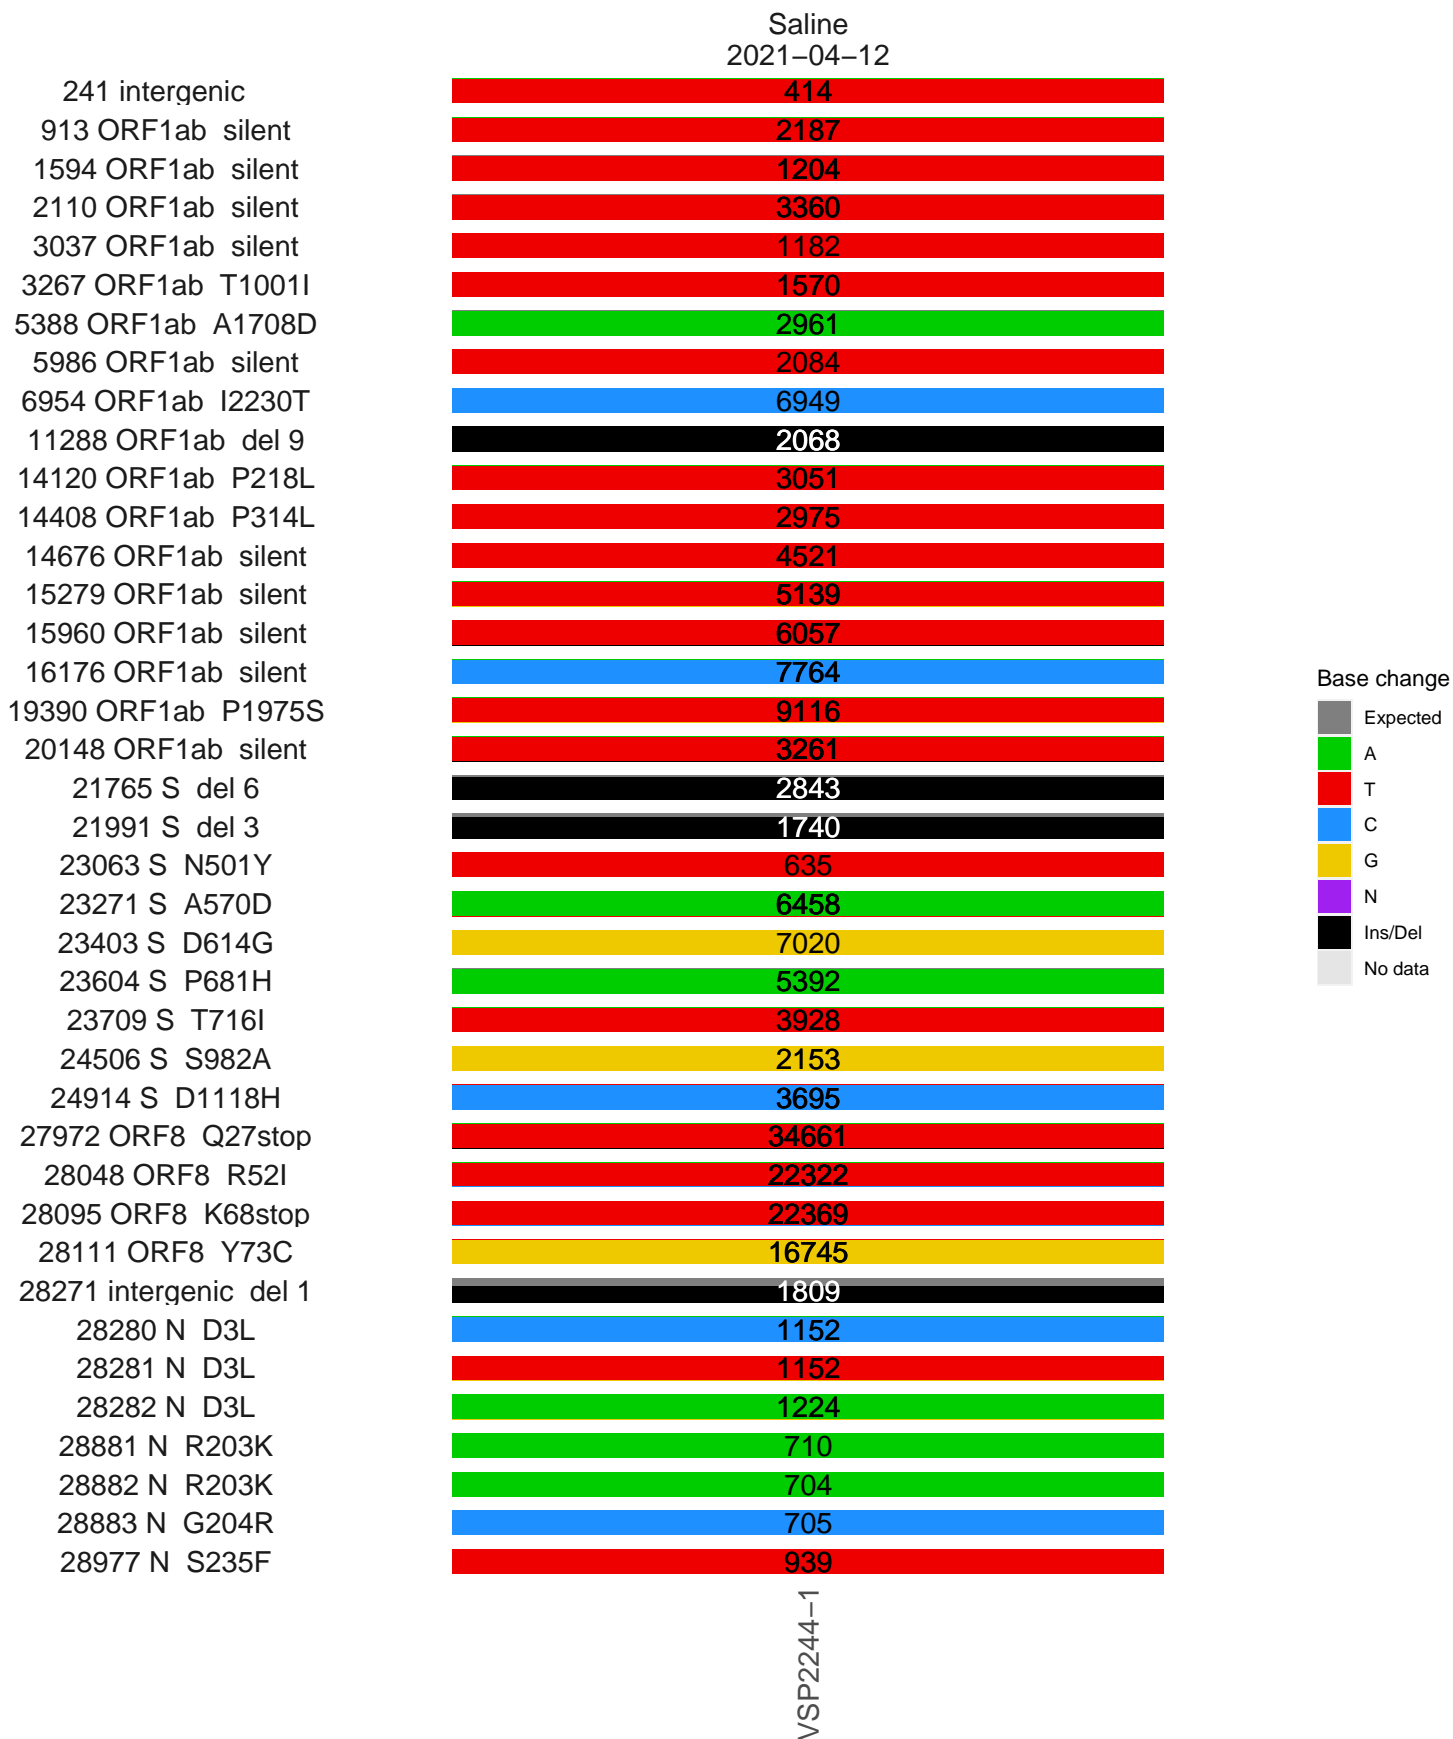 Saline
2021−04−12
241 intergenic 414
913 ORF1ab silent 2187
1594 ORF1ab silent 1204
2110 ORF1ab silent 3360
3037 ORF1ab silent 1182
3267 ORF1ab T1001I 1570
5388 ORF1ab A1708D 2961
5986 ORF1ab silent 2084
6954 ORF1ab I2230T 6949
11288 ORF1ab del 9 2068
14120 ORF1ab P218L 3051
14408 ORF1ab P314L 2975
14676 ORF1ab silent 4521
15279 ORF1ab silent 5139
15960 ORF1ab silent 6057
16176 ORF1ab silent 7764
19390 ORF1ab P1975S 9116
20148 ORF1ab silent 3261
21765 S del 6 2843
21991 S del 3 1740
23063 S N501Y 635
23271 S A570D 6458
23403 S D614G 7020
23604 S P681H 5392
23709 S T716I 3928
24506 S S982A 2153
24914 S D1118H 3695
27972 ORF8 Q27stop 34661
28048 ORF8 R52I 22322
28095 ORF8 K68stop 22369
28111 ORF8 Y73C 16745
28271 intergenic del 1 1809
28280 N D3L 1152
28281 N D3L 1152
28282 N D3L 1224
28881 N R203K 710
28882 N R203K 704
28883 N G204R 705
28977 N S235F 939
VSP2244−1
Base change
Expected
A
T
C
G
N
Ins/Del
No data